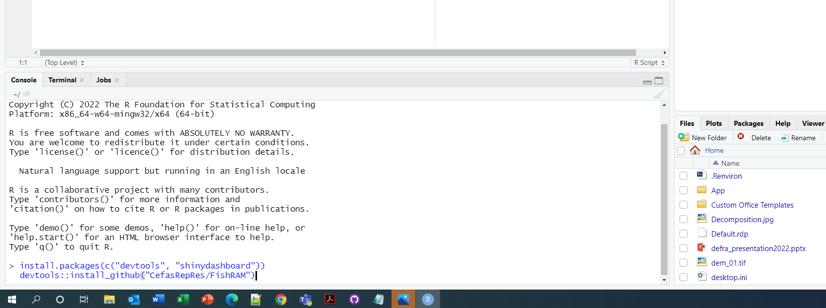 1:1 (Top Level) R Script
Console Terminal × Jobs ×
~/
Copyright (C) 2022 The R Foundation for Statistical Computing
Platform: x86_64-w64-mingw32/x64 (64-bit)
R is free software and comes with ABSOLUTELY NO WARRANTY.
You are welcome to redistribute it under certain conditions.
Type 'license()' or 'licence()' for distribution details.
Natural language support but running in an English locale
R is a collaborative project with many contributors.
Type 'contributors()' for more information and
'citation()' on how to cite R or R packages in publications.
Type 'demo()' for some demos, 'help()' for on-line help, or
'help.start()' for an HTML browser interface to help.
Type 'q()' to quit R.
> install.packages(c("devtools", "shinydashboard"))
devtools::install_github("CefasRepRes/FishRAM")
Files Plots Packages Help Viewer
New Folder Delete Rename
Home
Name
.Renviron
App
Custom Office Templates
Decomposition.jpg
Default.rdp
defra_presentation2022.pptx
dem_01.tif
desktop.ini